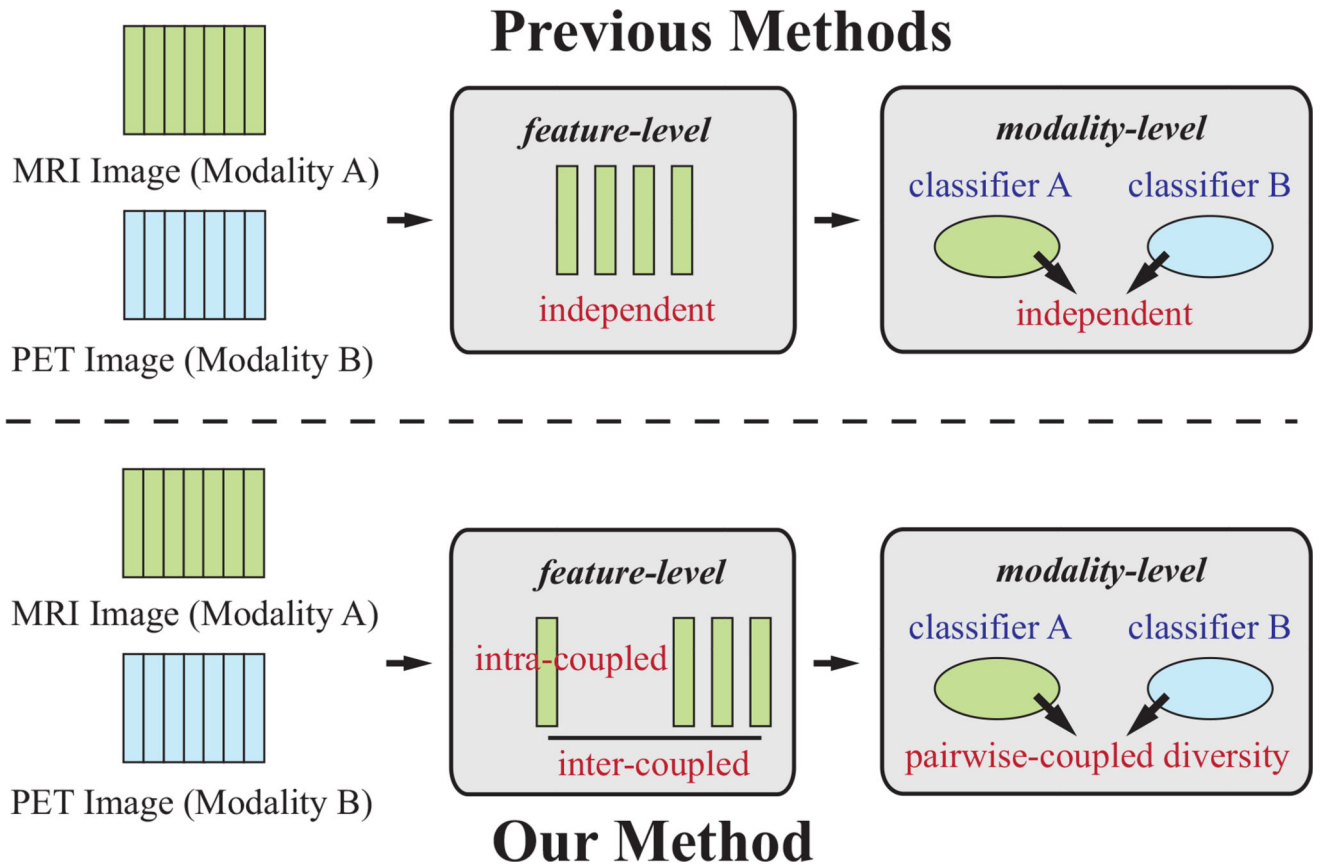 Previous Methods
MRI Image (Modality A)
PET Image (Modality B)
feature-level
independent
modality-level
classifier A
classifier B
independent
MRI Image (Modality A)
PET Image (Modality B)
feature-level
intra-coupled
inter-coupled
modality-level
classifier A
classifier B
pairwise-coupled diversity
Our Method